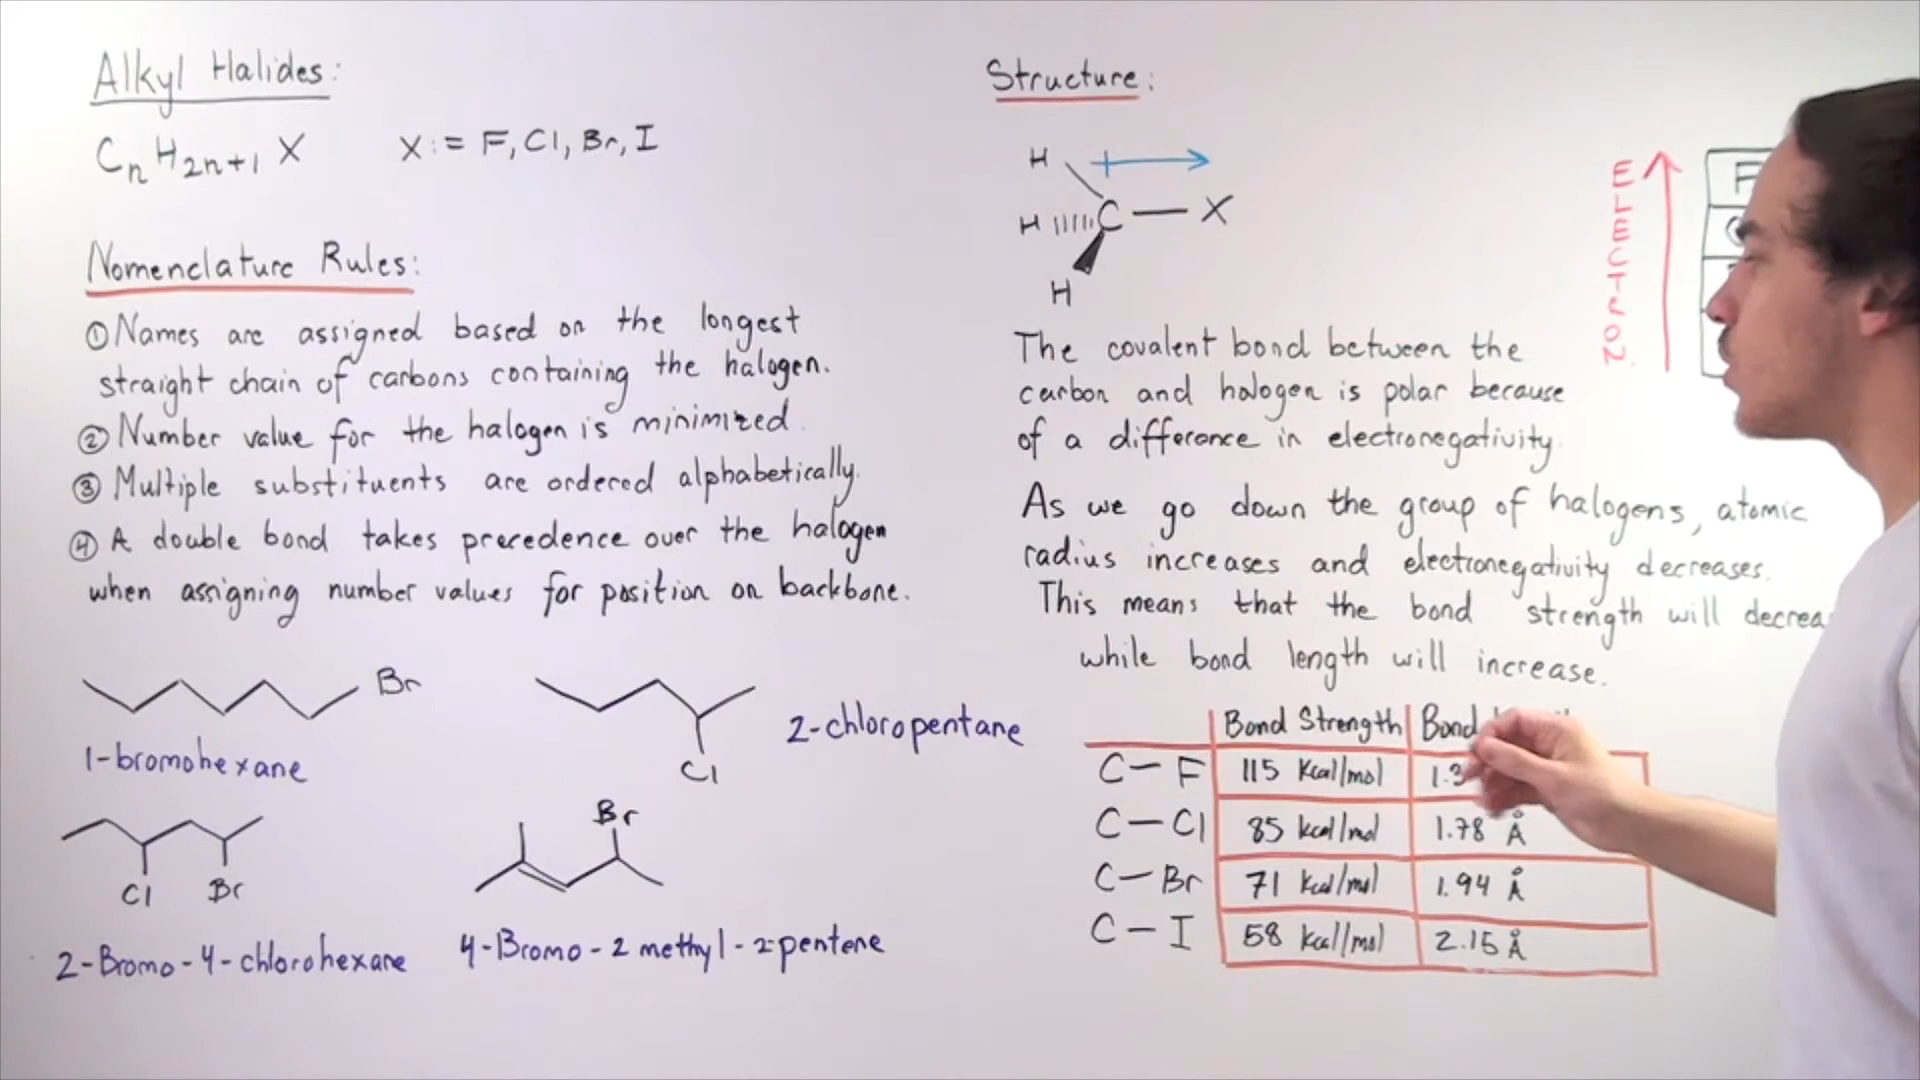 Alkyl Halides:
CnH2n+1 X X := F, Cl, Br, I
Nomenclature Rules:
① Names are assigned based on the longest
straight chain of carbons containing the halogen.
② Number value for the halogen is minimized.
③ Multiple substituents are ordered alphabetically.
④ A double bond takes precedence over the halogen
when assigning number values for position on backbone.
Br
1-bromohexane
Cl
2-chloropentane
Cl Br
2-Bromo-4-chlorohexane
Br
4-Bromo-2 methyl-2-pentene
Structure:
H
H C — X
H
The covalent bond between the
carbon and halogen is polar because
of a difference in electronegativity.
As we go down the group of halogens, atomic
radius increases and electronegativity decreases.
This means that the bond strength will
while bond length will increase.
Bond Strength Bond
C — F 115 Kcal/mol
C — Cl 85 kcal/mol 1.78 Å
C — Br 71 kcal/mol 1.94 Å
C — I 58 kcal/mol 2.15 Å
ELECTRON.
F